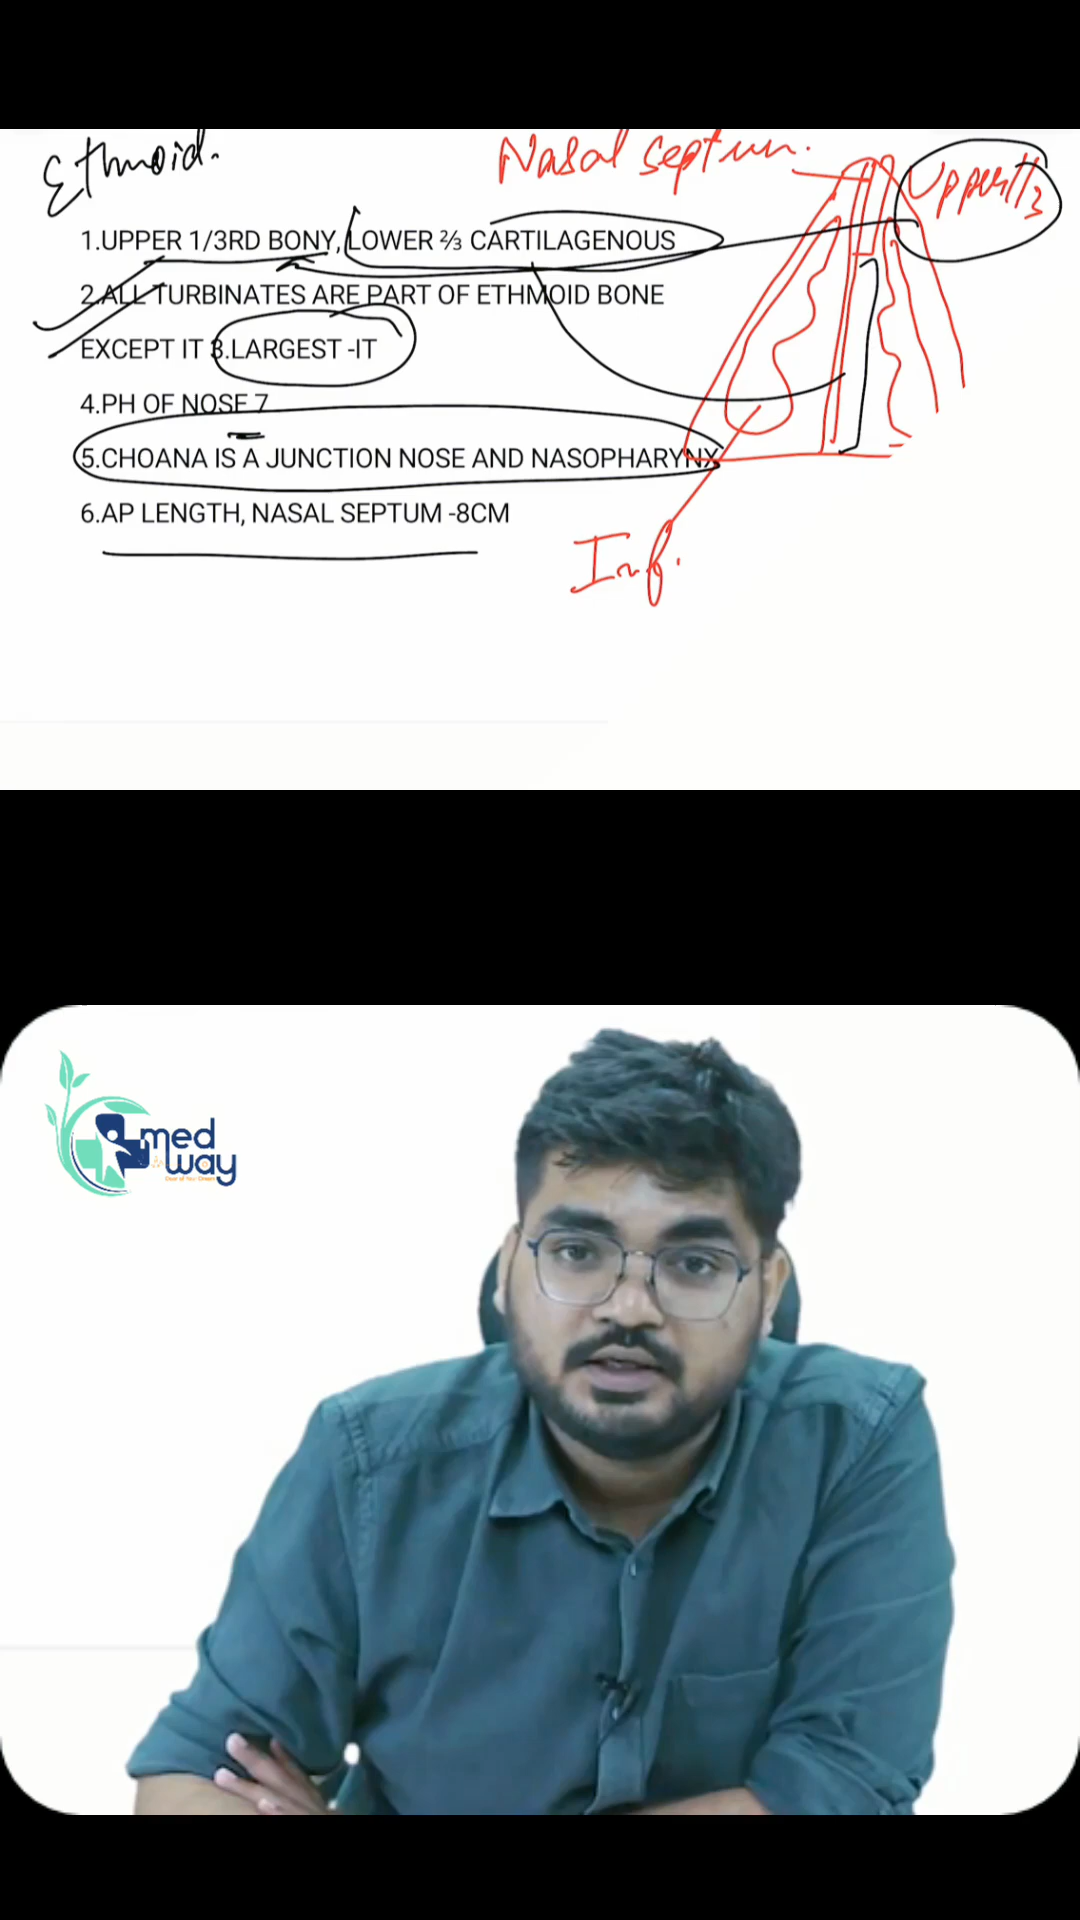 Ethmoid.
Nasal septum.
Upper 1/3
1.UPPER 1/3RD BONY, LOWER ⅔ CARTILAGENOUS
2.ALL TURBINATES ARE PART OF ETHMOID BONE
EXCEPT IT 3.LARGEST -IT
4.PH OF NOSE 7
5.CHOANA IS A JUNCTION NOSE AND NASOPHARYNX
6.AP LENGTH, NASAL SEPTUM -8CM
Inf.
med
way